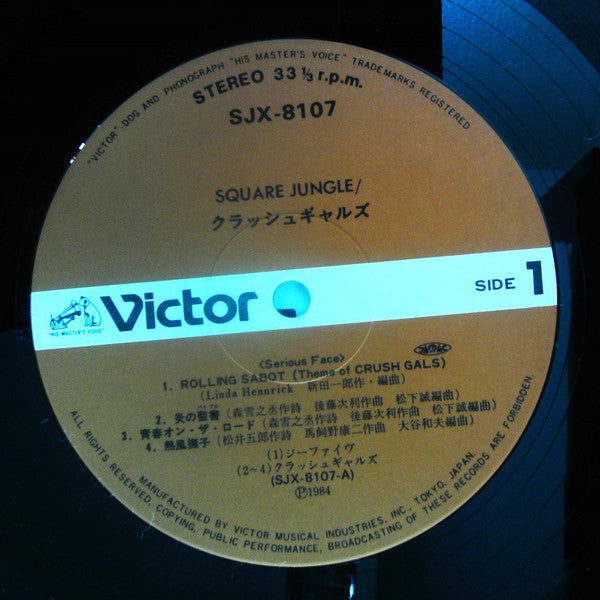 "VICTOR" DOG AND PHONOGRAPH "HIS MASTER'S VOICE" TRADEMARKS REGISTERED
STEREO 33 1/3 r.p.m.
SJX-8107
SQUARE JUNGLE/
クラッシュギャルズ
"HIS MASTER'S VOICE"
Victor
SIDE 1
<Serious Face>
1. ROLLING SABOT (Theme of CRUSH GALS)
(Linda Hennrick 新田一郎作・編曲)
2. 炎の聖書 (森雪之丞作詩 後藤次利作曲 松下誠編曲)
3. 青春オン・ザ・ロード (森雪之丞作詩 後藤次利作曲 松下誠編曲)
4. 熱風撫子 (松井五郎作詩 馬飼野康二作曲 大谷和夫編曲)
(1)ジーファイヴ
(2~4)クラッシュギャルズ
(SJX-8107-A)
Ⓟ1984
MANUFACTURED BY VICTOR MUSICAL INDUSTRIES, INC., TOKYO, JAPAN.
ALL RIGHTS RESERVED. COPYING, PUBLIC PERFORMANCE, BROADCASTING OF THESE RECORDS ARE FORBIDDEN.